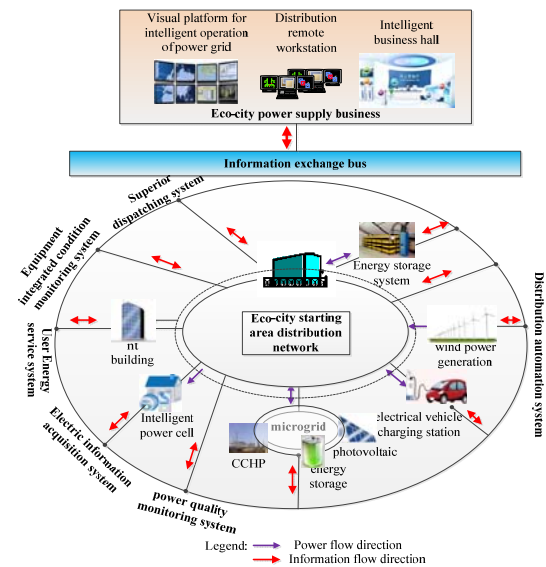 Visual platform for
intelligent operation
of power grid
Distribution
remote
workstation
Intelligent
business hall
Eco-city power supply business
Information exchange bus
Superior
dispatching system
Equipment
integrated condition
monitoring system
User Energy
service system
Electric information
acquisition system
power quality
monitoring system
Distribution automation system
Energy storage
system
Eco-city starting
area distribution
network
nt
building
wind power
generation
Intelligent
power cell
electrical vehicle
charging station
microgrid
photovoltaic
CCHP
energy
storage
Legend:
Power flow direction
Information flow direction